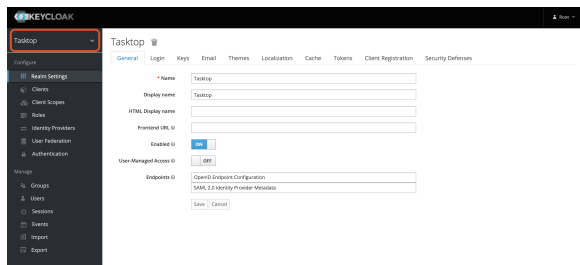 KEYCLOAK
Root
Tasktop
Configure
Realm Settings
Clients
Client Scopes
Roles
Identity Providers
User Federation
Authentication
Manage
Groups
Users
Sessions
Events
Import
Export
Tasktop
General Login Keys Email Themes Localization Cache Tokens Client Registration Security Defenses
* Name Tasktop
Display name Tasktop
HTML Display name
Frontend URL
Enabled ON
User-Managed Access OFF
Endpoints OpenID Endpoint Configuration
SAML 2.0 Identity Provider Metadata
Save Cancel